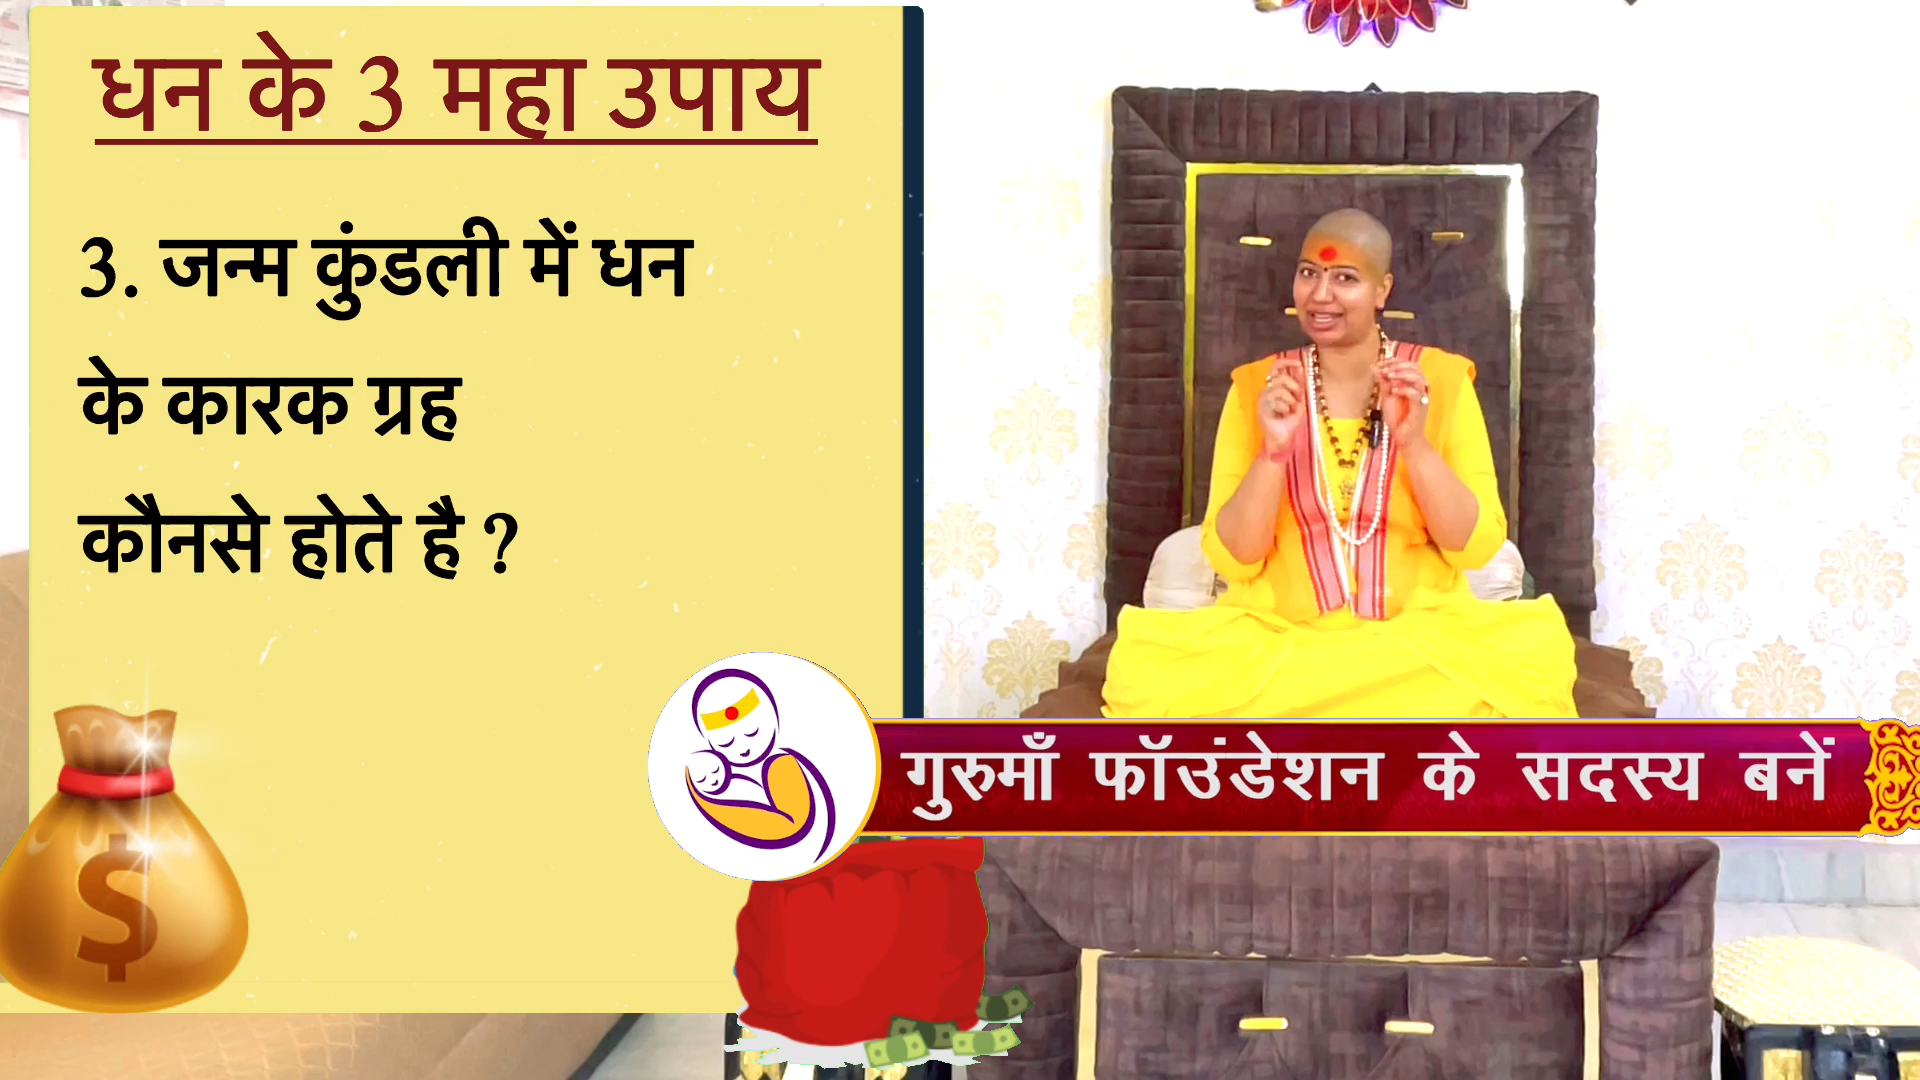 धन के 3 महा उपाय
3. जन्म कुंडली में धन
के कारक ग्रह
कौनसे होते है ?
गुरुमाँ फॉउंडेशन के सदस्य बनें
$